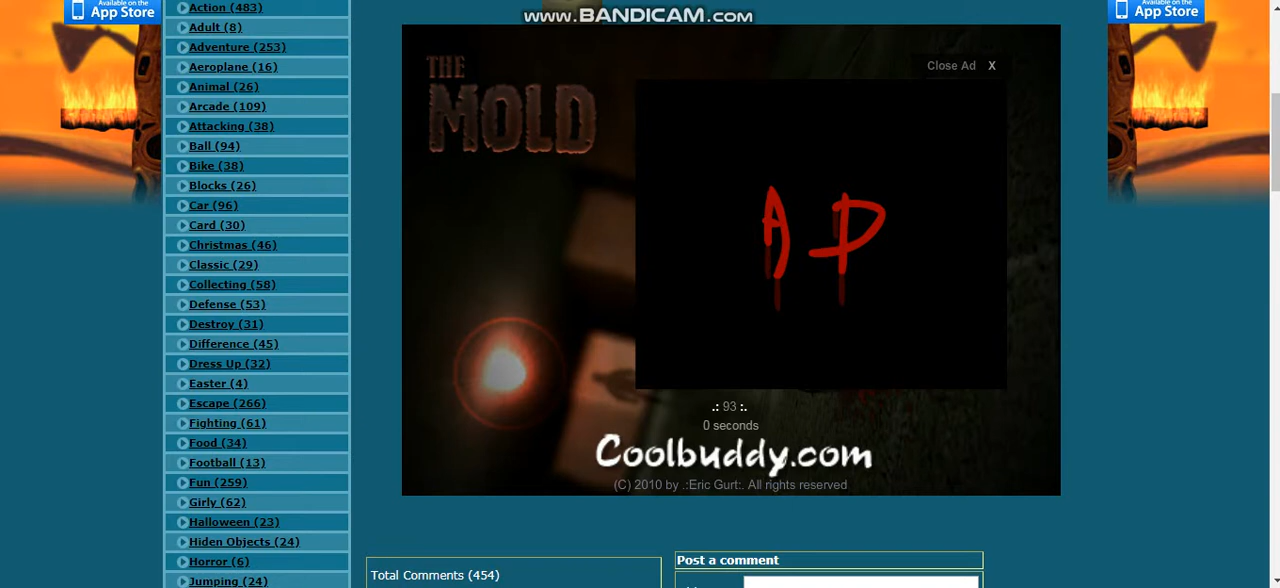 Available on the
App Store
WWW.BANDICAM.COM
Available on the
App Store
Action (483)
Adult (8)
Adventure (253)
Aeroplane (16)
Animal (26)
Arcade (109)
Attacking (38)
Ball (94)
Bike (38)
Blocks (26)
Car (96)
Card (30)
Christmas (46)
Classic (29)
Collecting (58)
Defense (53)
Destroy (31)
Difference (45)
Dress Up (32)
Easter (4)
Escape (266)
Fighting (61)
Food (34)
Football (13)
Fun (259)
Girly (62)
Halloween (23)
Hiden Objects (24)
Horror (6)
Jumping (24)
THE
MOLD
Close Ad X
AD
.: 93 :.
0 seconds
Coolbuddy.com
(C) 2010 by .:Eric Gurt:. All rights reserved
Total Comments (454)
Post a comment